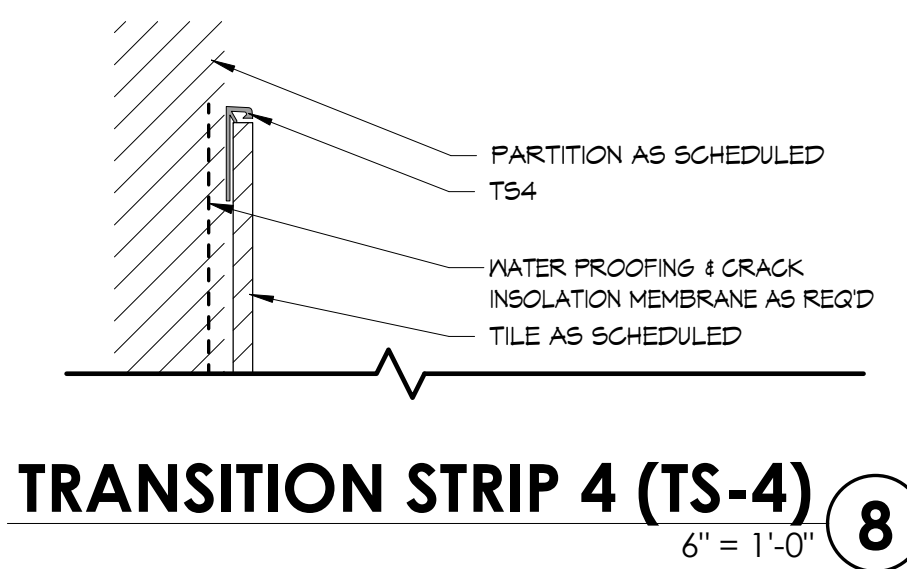 PARTITION AS SCHEDULED
TS4
WATER PROOFING & CRACK
INSOLATION MEMBRANE AS REQ'D
TILE AS SCHEDULED
TRANSITION STRIP 4 (TS-4)
8
6" = 1'-0"